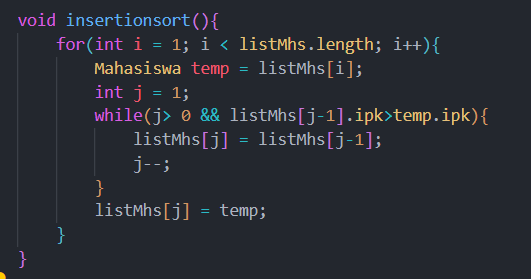 void insertionsort(){
    for(int i = 1; i < listMhs.length; i++){
        Mahasiswa temp = listMhs[i];
        int j = 1;
        while(j> 0 && listMhs[j-1].ipk>temp.ipk){
            listMhs[j] = listMhs[j-1];
            j--;
        }
        listMhs[j] = temp;
    }
}